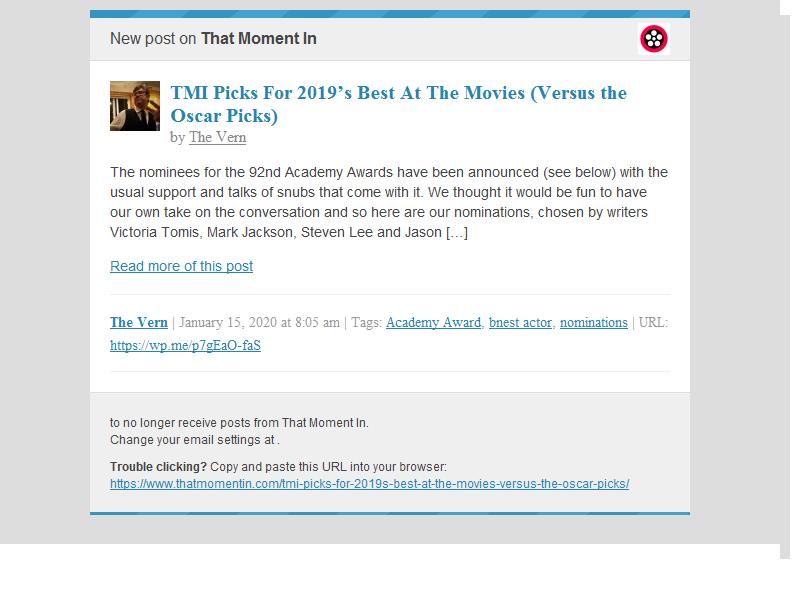 New post on That Moment In
TMI Picks For 2019’s Best At The Movies (Versus the
Oscar Picks)
by The Vern
The nominees for the 92nd Academy Awards have been announced (see below) with the
usual support and talks of snubs that come with it. We thought it would be fun to have
our own take on the conversation and so here are our nominations, chosen by writers
Victoria Tomis, Mark Jackson, Steven Lee and Jason […]
Read more of this post
The Vern | January 15, 2020 at 8:05 am | Tags: Academy Award, bnest actor, nominations | URL:
https://wp.me/p7gEaO-faS
to no longer receive posts from That Moment In.
Change your email settings at .
Trouble clicking? Copy and paste this URL into your browser:
https://www.thatmomentin.com/tmi-picks-for-2019s-best-at-the-movies-versus-the-oscar-picks/